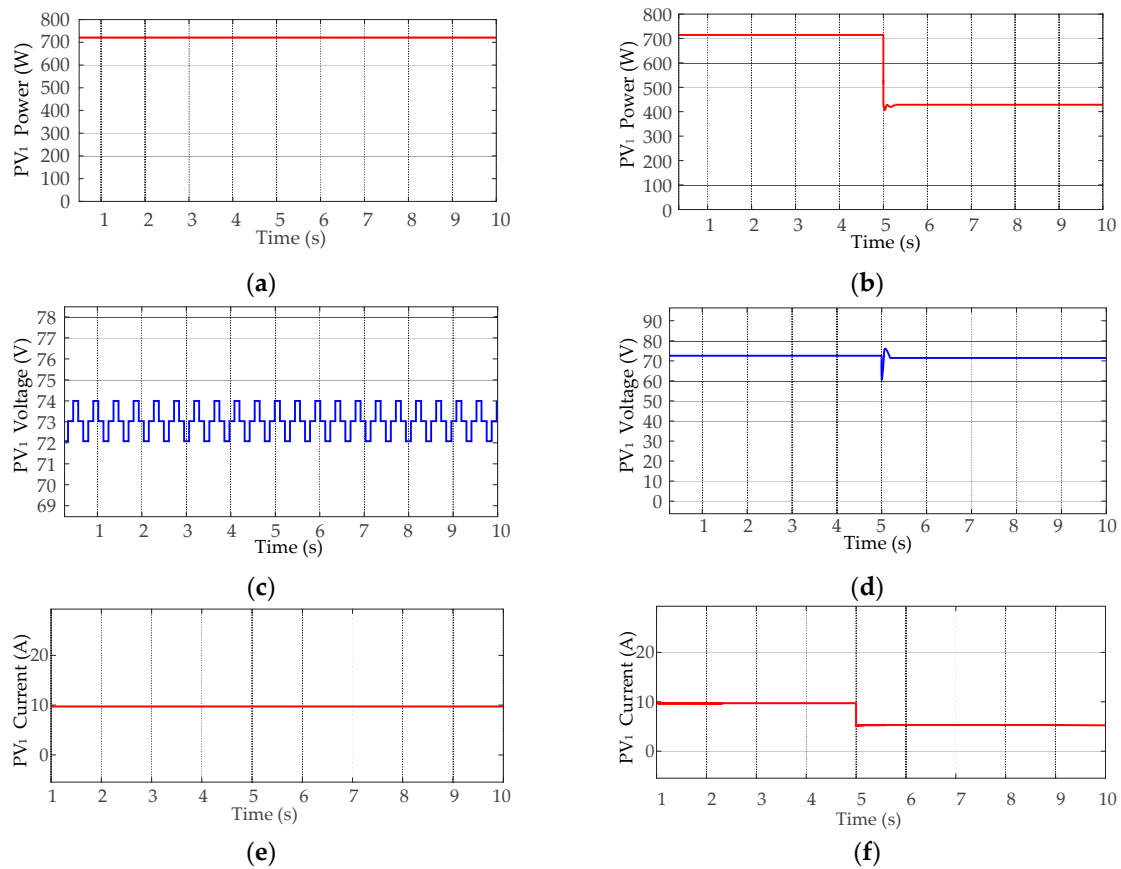 800
700
600
500
400
300
200
100
0
PV₁ Power (W)
1 2 3 4 5 6 7 8 9 10
Time (s)
(a)
800
700
600
500
400
300
200
100
0
PV₁ Power (W)
1 2 3 4 5 6 7 8 9 10
Time (s)
(b)
78
77
76
75
74
73
72
71
70
69
PV₁ Voltage (V)
1 2 3 4 5 6 7 8 9 10
Time (s)
(c)
90
80
70
60
50
40
30
20
10
0
PV₁ Voltage (V)
1 2 3 4 5 6 7 8 9 10
Time (s)
(d)
20
10
0
PV₁ Current (A)
1 2 3 4 5 6 7 8 9 10
Time (s)
(e)
20
10
0
PV₁ Current (A)
1 2 3 4 5 6 7 8 9 10
Time (s)
(f)